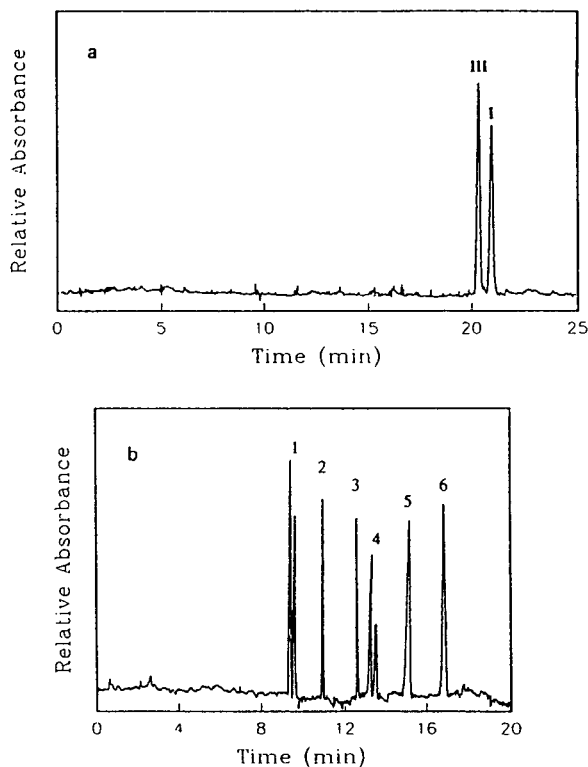 a
III
I
Relative Absorbance
0 5 10 15 20 25
Time (min)
b
1 2 3 4 5 6
Relative Absorbance
0 4 8 12 16 20
Time (min)